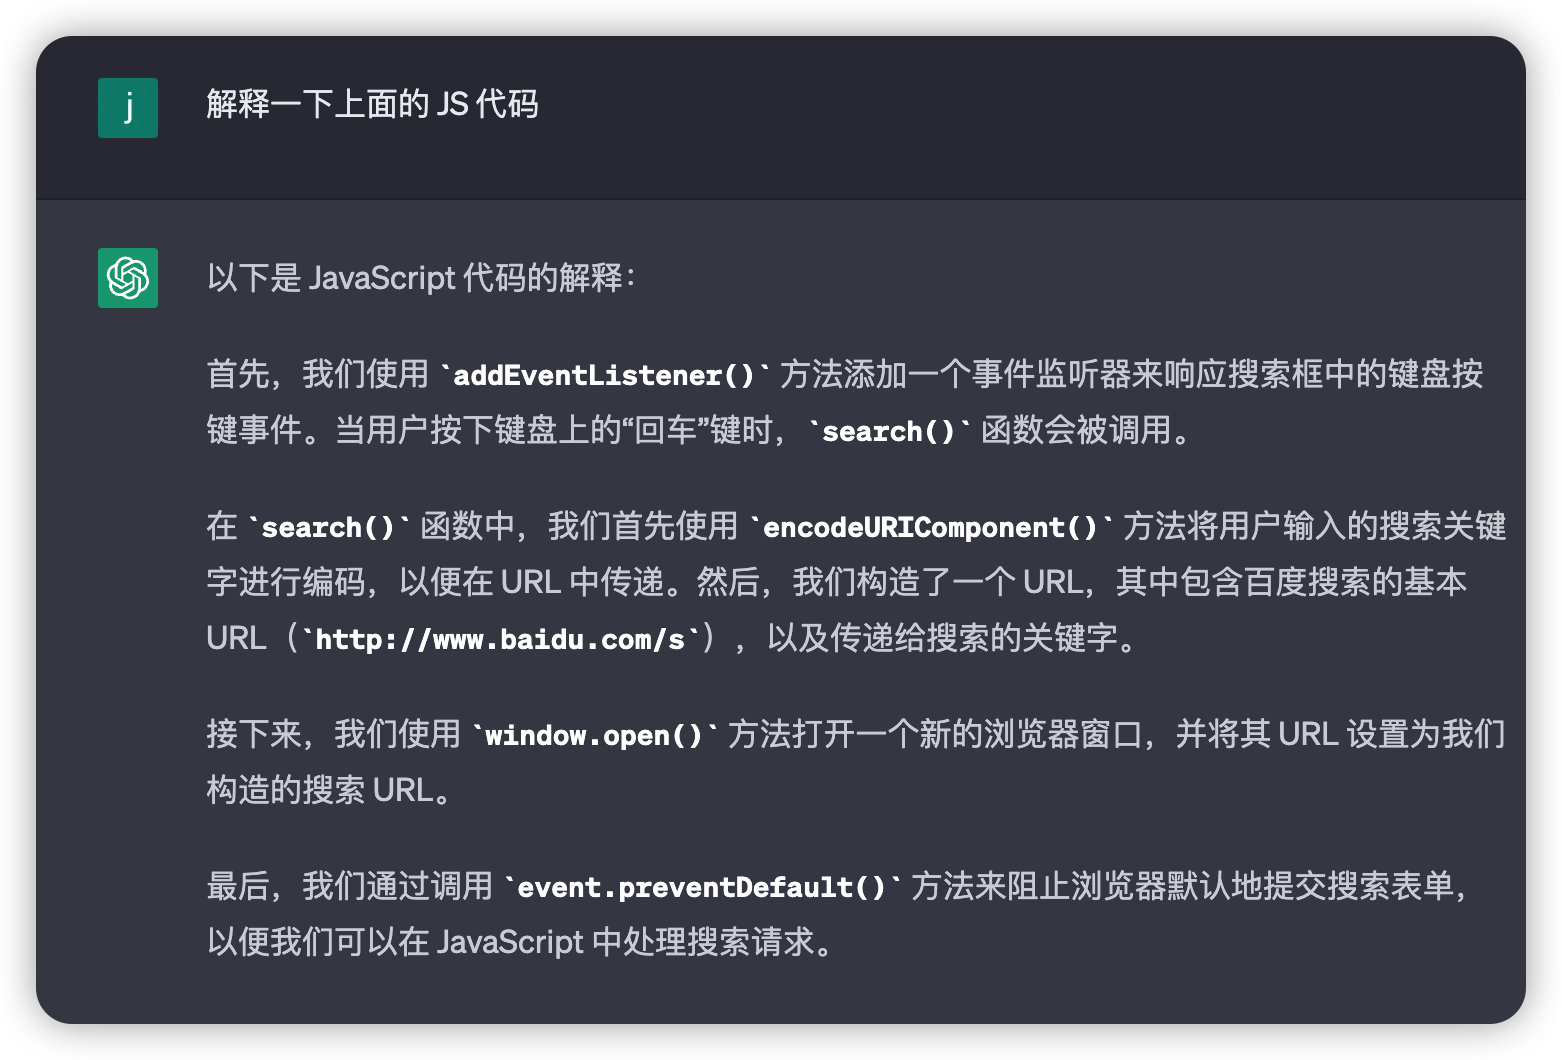 j
解释一下上面的 JS 代码
以下是 JavaScript 代码的解释：
首先，我们使用 `addEventListener()` 方法添加一个事件监听器来响应搜索框中的键盘按
键事件。当用户按下键盘上的“回车”键时，`search()` 函数会被调用。
在 `search()` 函数中，我们首先使用 `encodeURIComponent()` 方法将用户输入的搜索关键
字进行编码，以便在 URL 中传递。然后，我们构造了一个 URL，其中包含百度搜索的基本
URL（`http://www.baidu.com/s`），以及传递给搜索的关键字。
接下来，我们使用 `window.open()` 方法打开一个新的浏览器窗口，并将其 URL 设置为我们
构造的搜索 URL。
最后，我们通过调用 `event.preventDefault()` 方法来阻止浏览器默认地提交搜索表单，
以便我们可以在 JavaScript 中处理搜索请求。